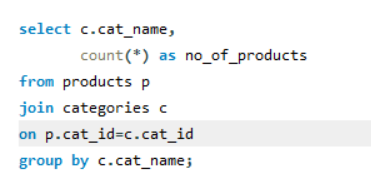 select c.cat_name,
count(*) as no_of_products
from products p
join categories c
on p.cat_id=c.cat_id
group by c.cat_name;